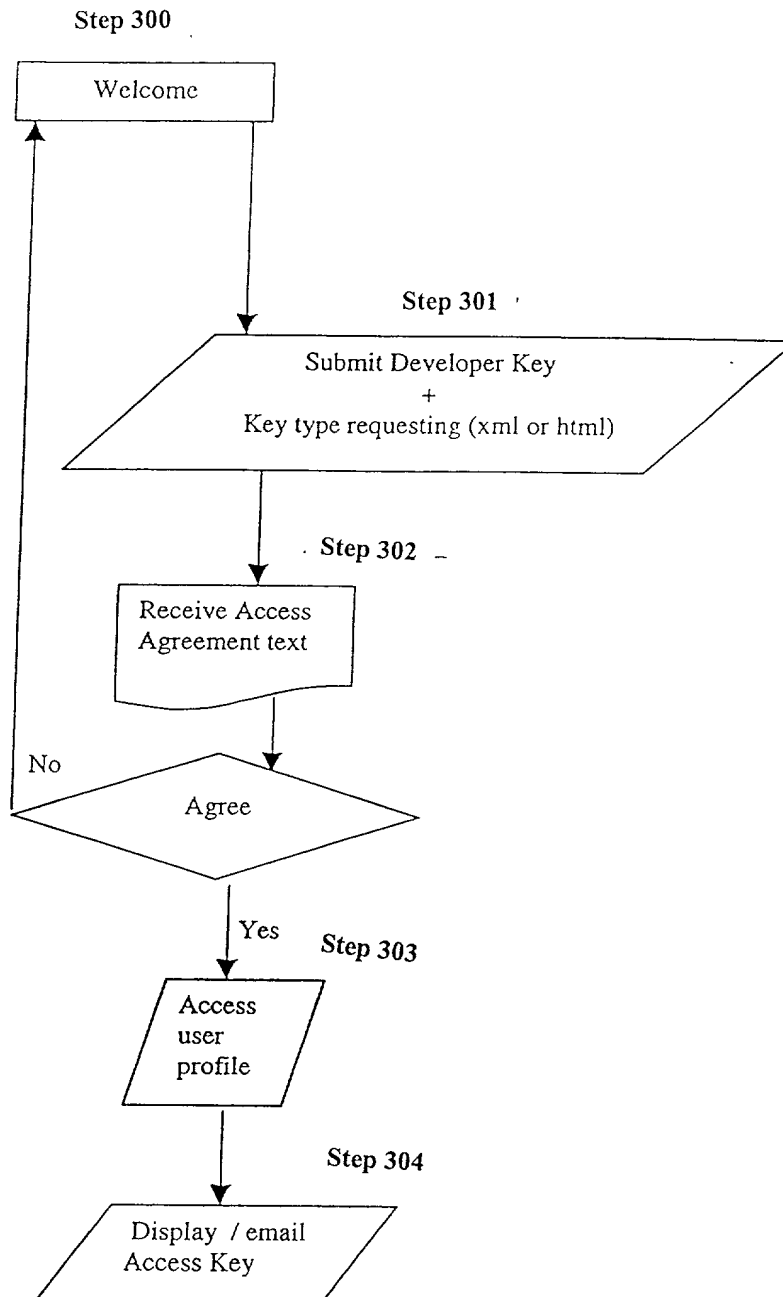 Step 300
Welcome
Step 301
Submit Developer Key
+
Key type requesting (xml or html)
Step 302
Receive Access
Agreement text
No
Agree
Yes
Step 303
Access
user
profile
Step 304
Display / email
Access Key